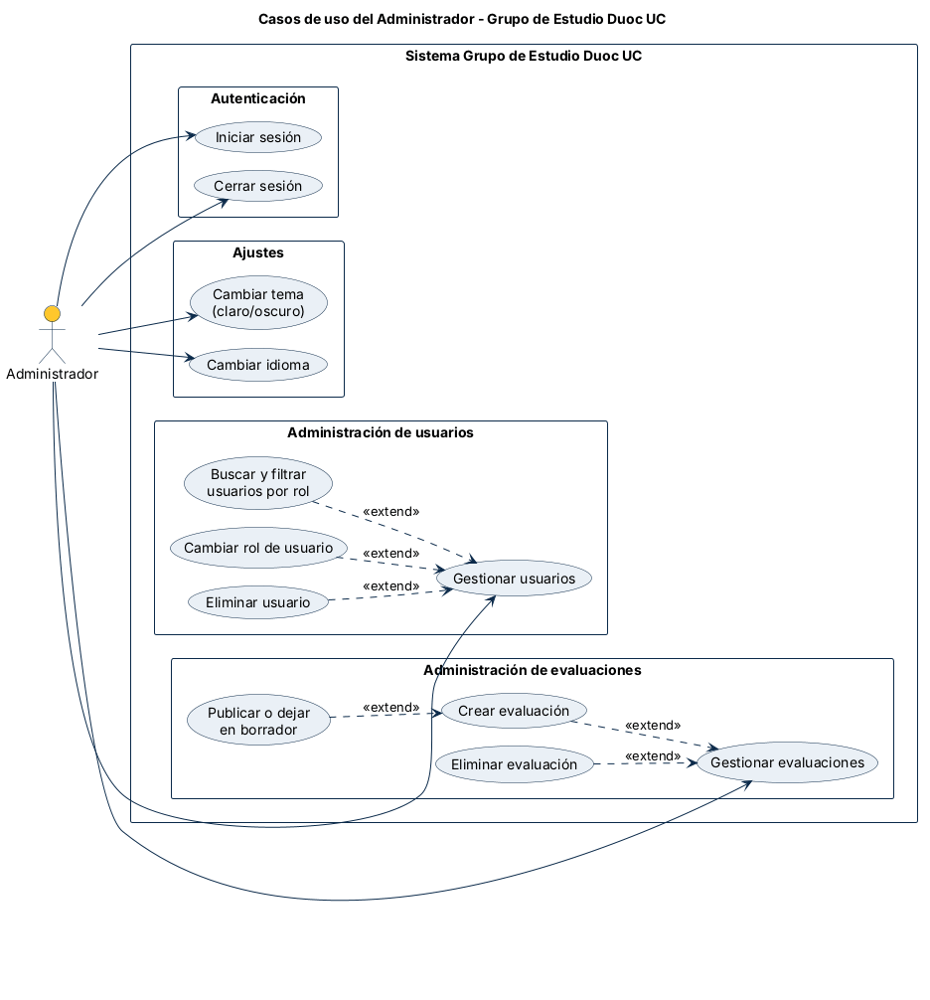 Casos de uso del Administrador - Grupo de Estudio Duoc UC
Sistema Grupo de Estudio Duoc UC
Autenticación
Iniciar sesión
Cerrar sesión
Ajustes
Cambiar tema
(claro/oscuro)
Cambiar idioma
Administrador
Administración de usuarios
Buscar y filtrar
usuarios por rol
«extend»
Cambiar rol de usuario
«extend»
Gestionar usuarios
Eliminar usuario
«extend»
Administración de evaluaciones
Publicar o dejar
en borrador
«extend»
Crear evaluación
«extend»
Eliminar evaluación
«extend»
Gestionar evaluaciones